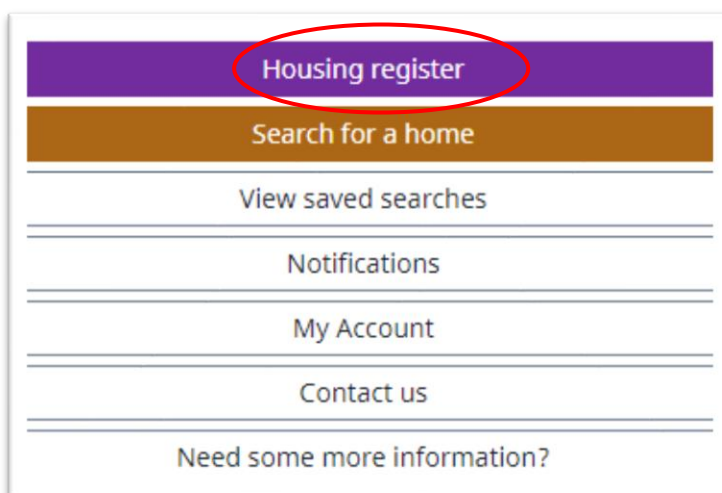 Housing register
Search for a home
View saved searches
Notifications
My Account
Contact us
Need some more information?